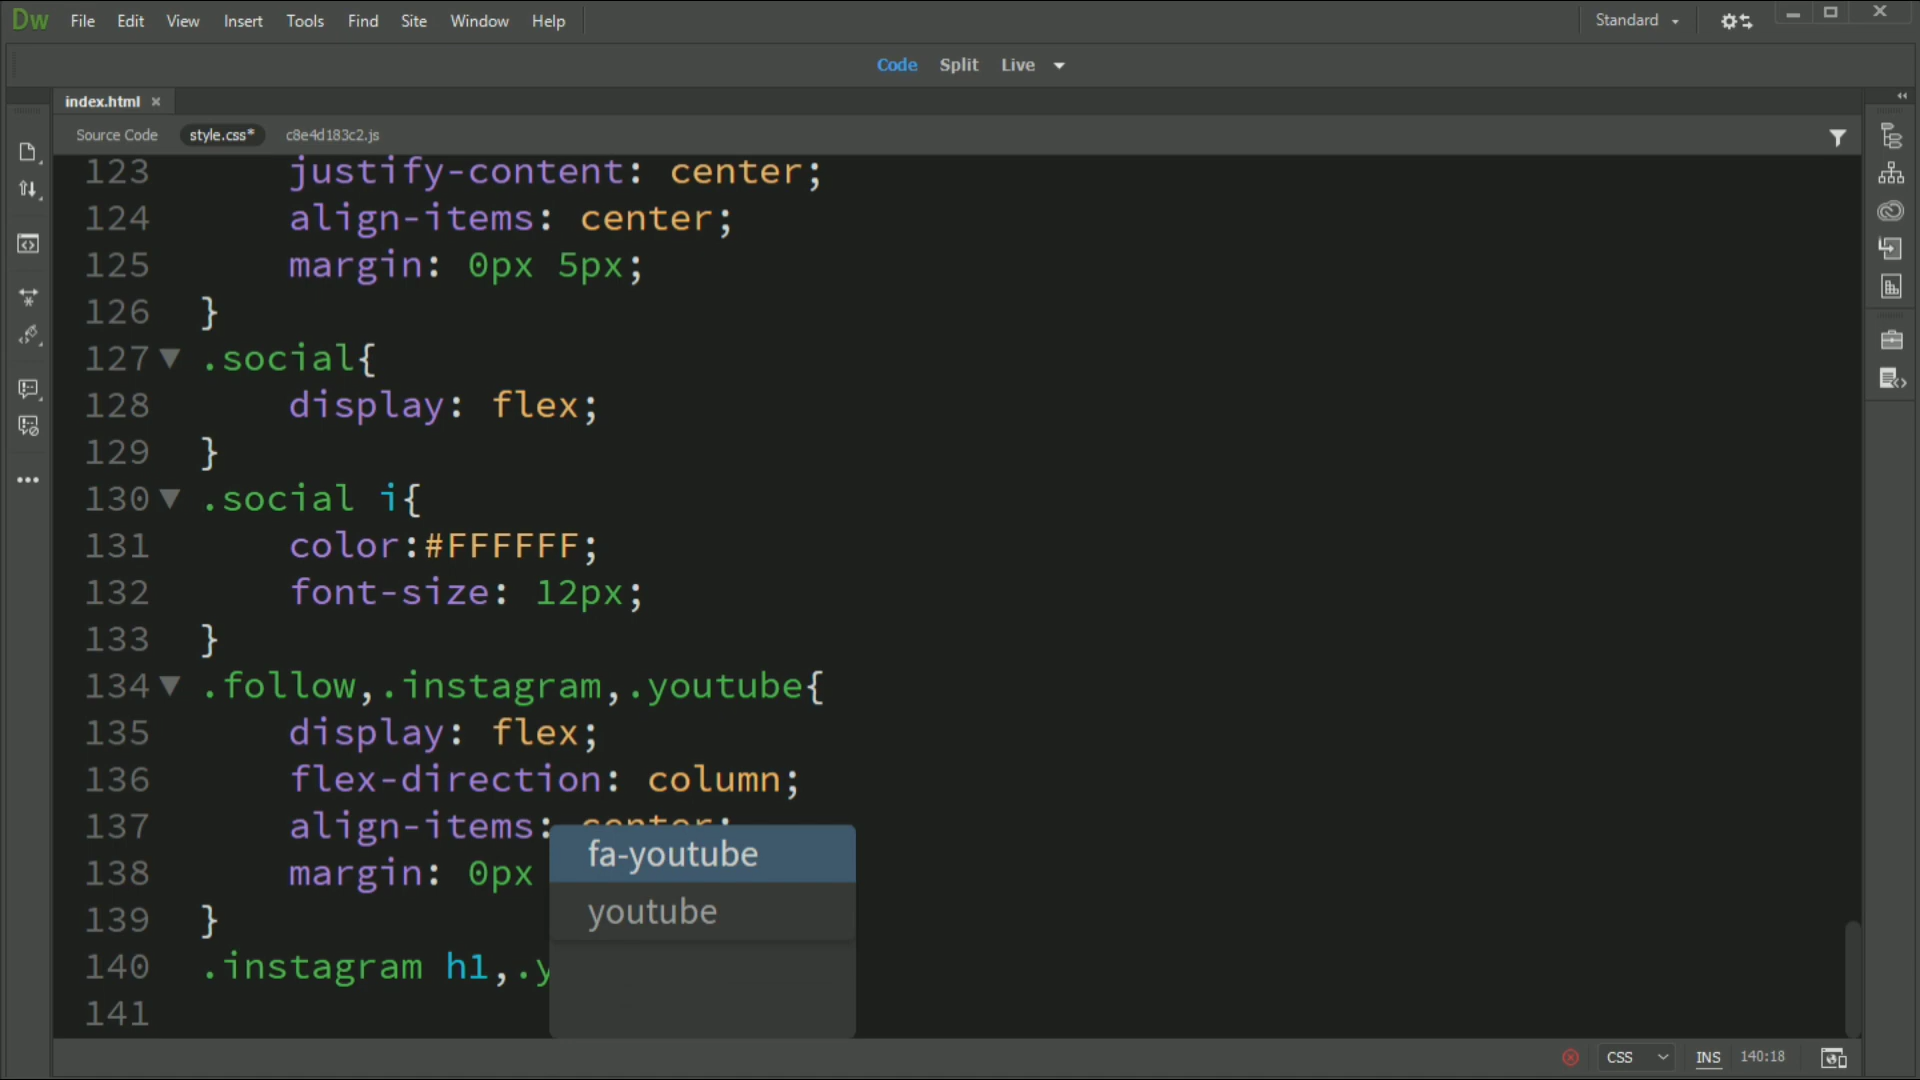 Dw File Edit View Insert Tools Find Site Window Help Standard
Code Split Live
index.html ×
Source Code style.css* c8e4d183c2.js
123 justify-content: center;
124 align-items: center;
125 margin: 0px 5px;
126 }
127 .social{
128 display: flex;
129 }
130 .social i{
131 color:#FFFFFF;
132 font-size: 12px;
133 }
134 .follow,.instagram,.youtube{
135 display: flex;
136 flex-direction: column;
137 align-items: center;
138 margin: 0px
139 }
140 .instagram h1,.y
141
fa-youtube
youtube
CSS INS 140:18